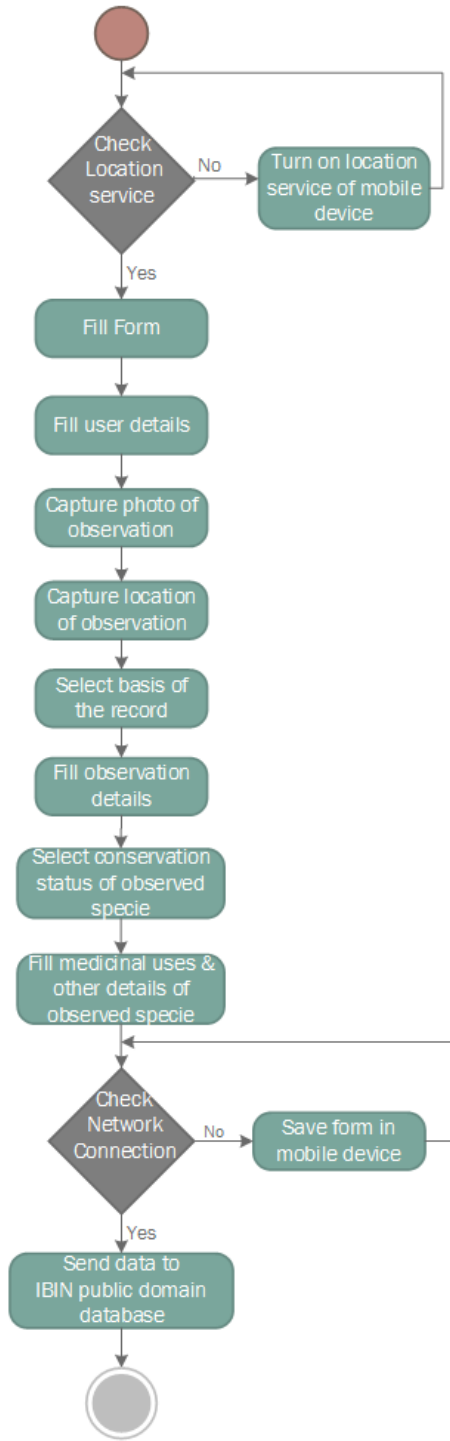 Check
Location
service
No
Turn on location
service of mobile
device
Yes
Fill Form
Fill user details
Capture photo of
observation
Capture location
of observation
Select basis of
the record
Fill observation
details
Select conservation
status of observed
specie
Fill medicinal uses &
other details of
observed specie
Check
Network
Connection
No
Save form in
mobile device
Yes
Send data to
IBIN public domain
database